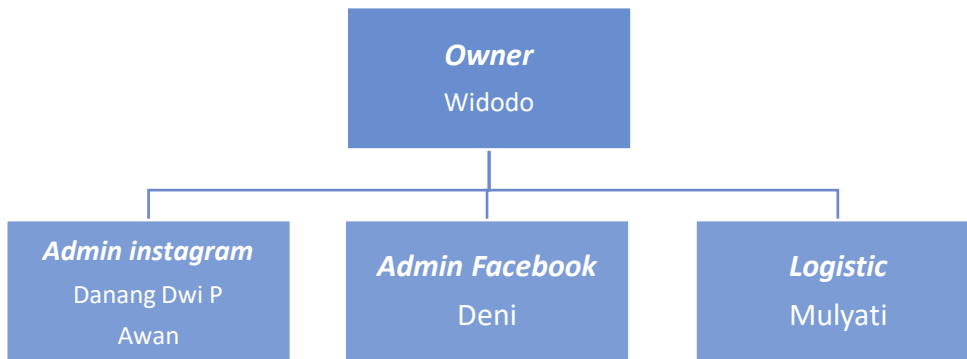 Owner
Widodo
Admin instagram
Danang Dwi P
Awan
Admin Facebook
Deni
Logistic
Mulyati